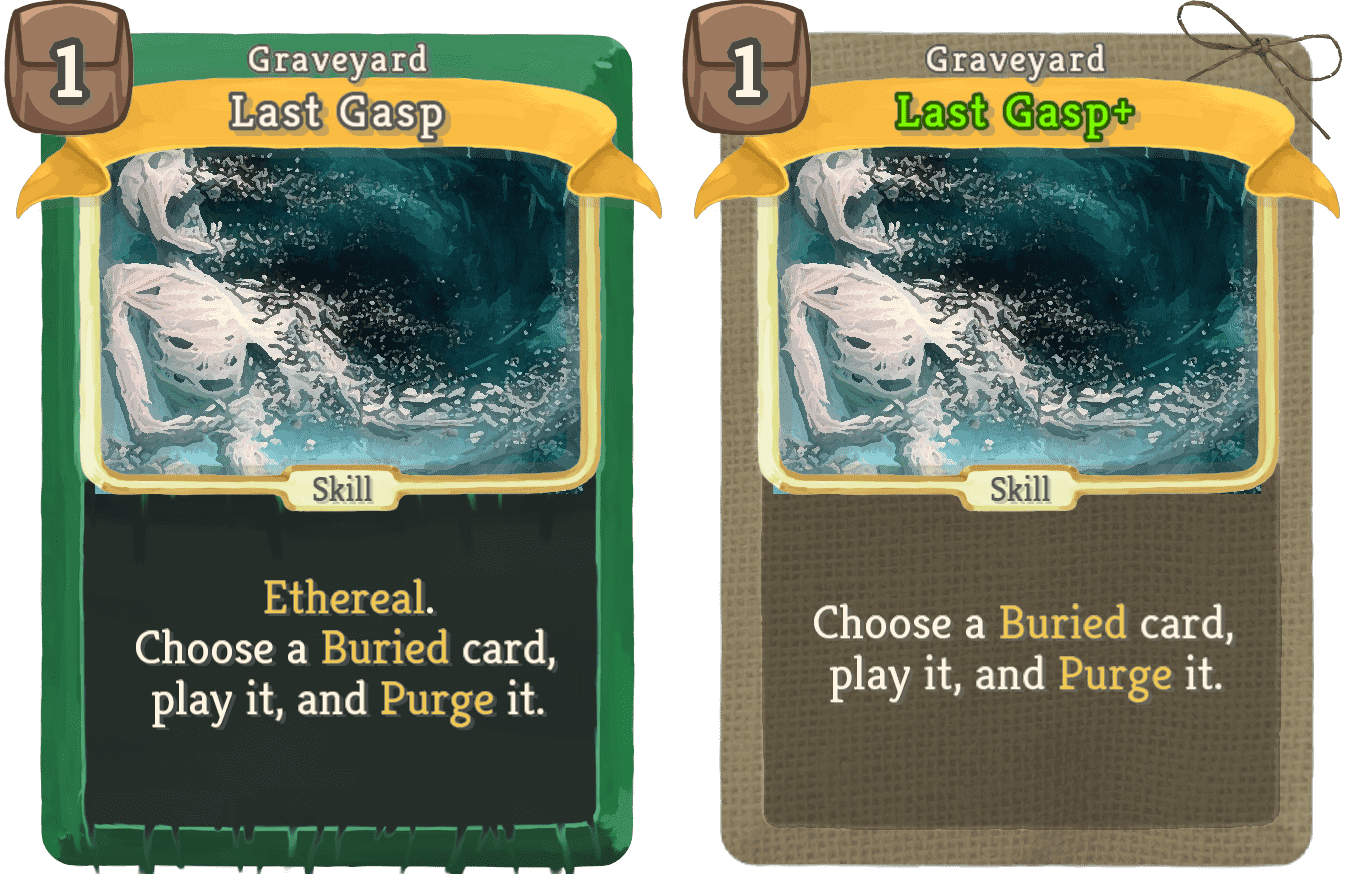 1
Graveyard
Last Gasp
Skill
Ethereal.
Choose a Buried card,
play it, and Purge it.
1
Graveyard
Last Gasp+
Skill
Choose a Buried card,
play it, and Purge it.